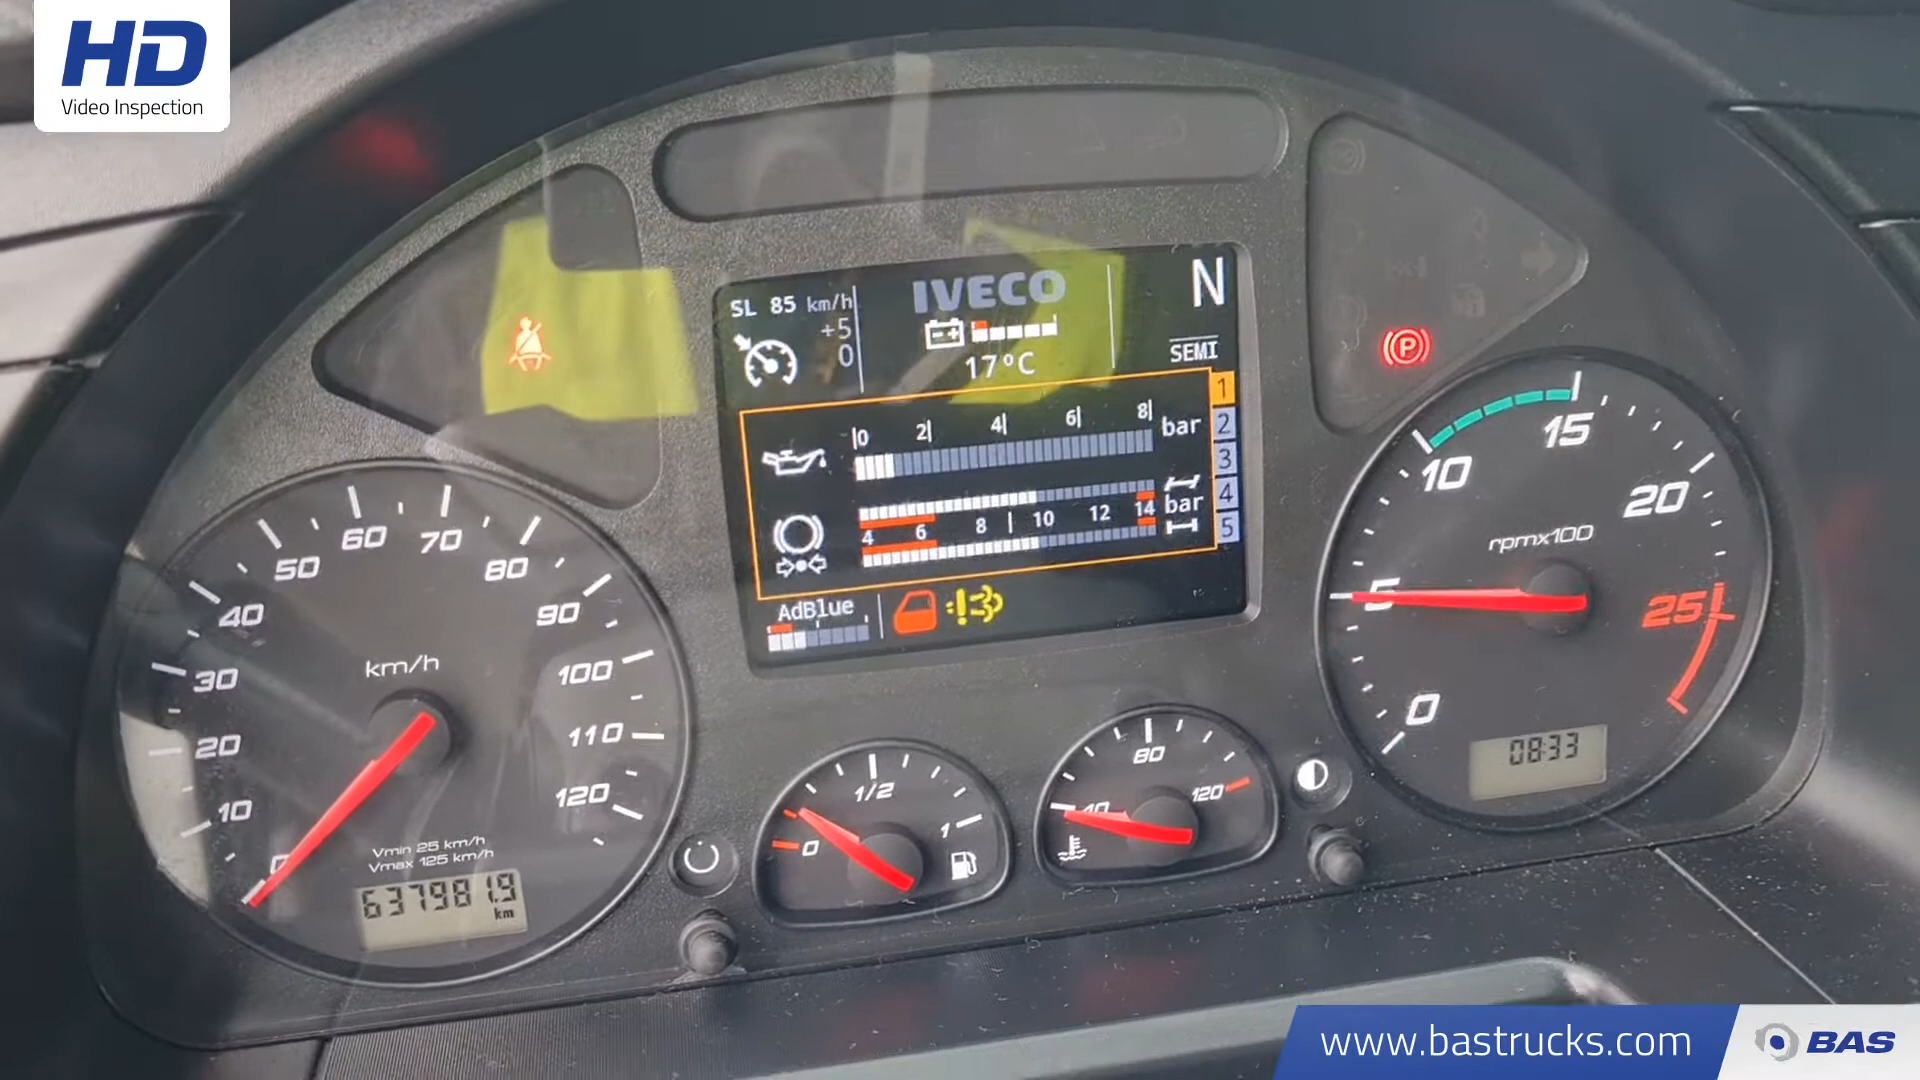 HD
Video Inspection
SL 85 km/h
+5
0
IVECO
17°C
N
SEMI
0 2 4 6 8 bar
1
2
3
4
5
bar
4 6 8 10 12 14
AdBlue
0
10
20
30
40
50
60
70
80
90
100
110
120
km/h
Vmin 25 km/h
Vmax 125 km/h
637981.9
km
0 1/2 1
40 80 120
P
0
5
10
15
20
25
rpmx100
08:33
www.bastrucks.com
BAS